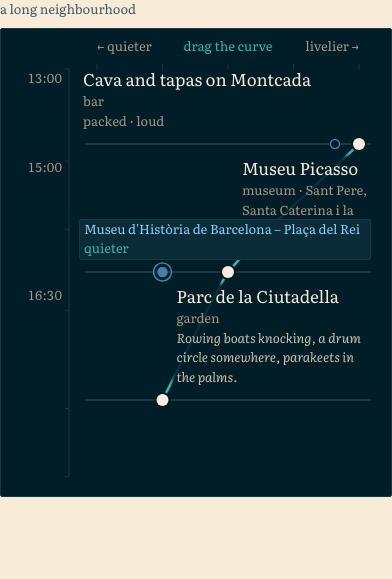 a long neighbourhood
← quieter drag the curve livelier →
13:00 Cava and tapas on Montcada
bar
packed · loud
15:00 Museu Picasso
museum · Sant Pere,
Santa Caterina i la
Museu d'Història de Barcelona – Plaça del Rei
quieter
16:30 Parc de la Ciutadella
garden
Rowing boats knocking, a drum
circle somewhere, parakeets in
the palms.